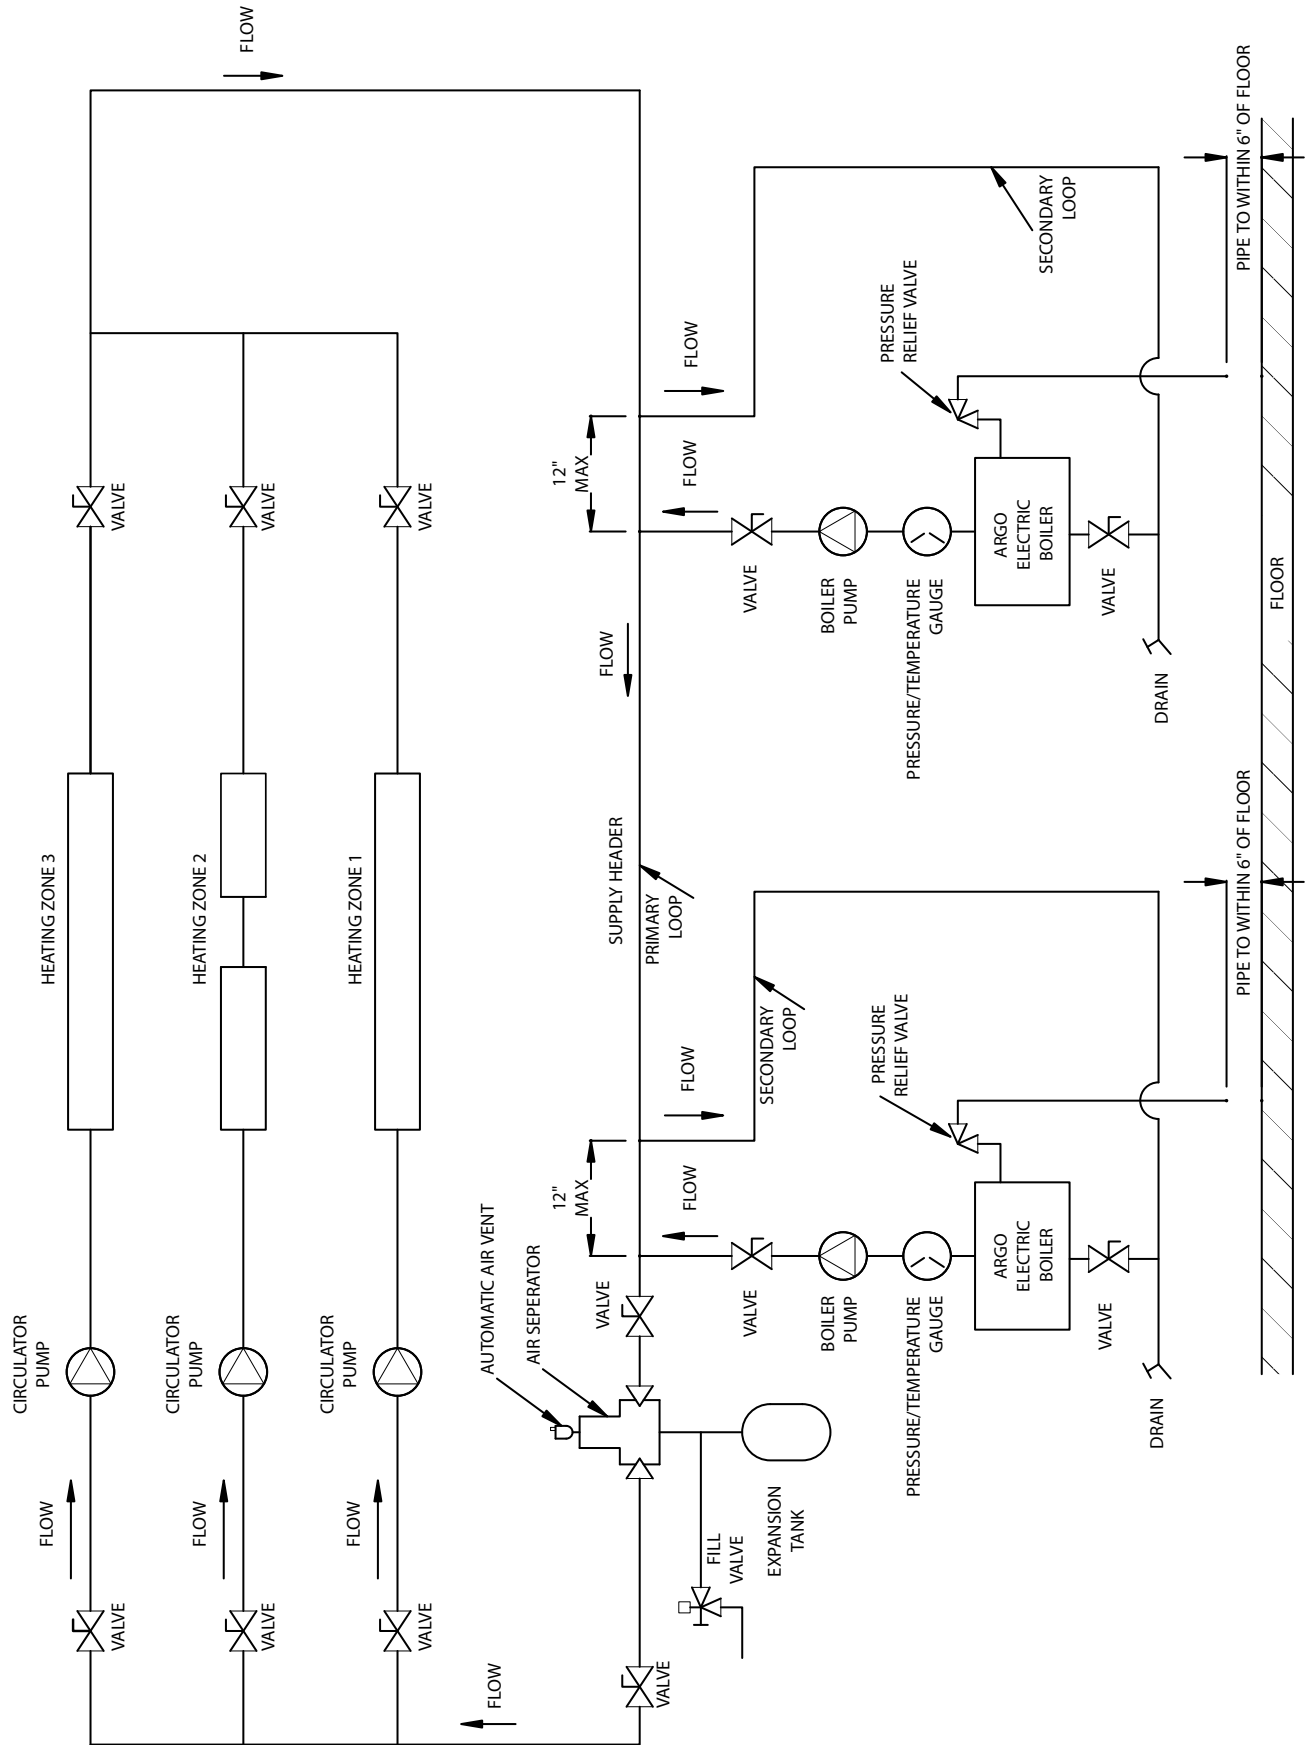 FLOW
HEATING ZONE 3
HEATING ZONE 2
HEATING ZONE 1
CIRCULATOR
PUMP
CIRCULATOR
PUMP
CIRCULATOR
PUMP
VALVE
VALVE
VALVE
FLOW
FLOW
FLOW
VALVE
VALVE
VALVE
FLOW
VALVE
AUTOMATIC AIR VENT
AIR SEPERATOR
VALVE
FILL
VALVE
EXPANSION
TANK
12"
MAX
FLOW
FLOW
SUPPLY HEADER
PRIMARY
LOOP
FLOW
12"
MAX
FLOW
FLOW
SECONDARY
LOOP
PRESSURE
RELIEF VALVE
VALVE
BOILER
PUMP
PRESSURE/TEMPERATURE
GAUGE
ARGO
ELECTRIC
BOILER
VALVE
DRAIN
PIPE TO WITHIN 6" OF FLOOR
SECONDARY
LOOP
PRESSURE
RELIEF VALVE
VALVE
BOILER
PUMP
PRESSURE/TEMPERATURE
GAUGE
ARGO
ELECTRIC
BOILER
VALVE
DRAIN
PIPE TO WITHIN 6" OF FLOOR
FLOOR